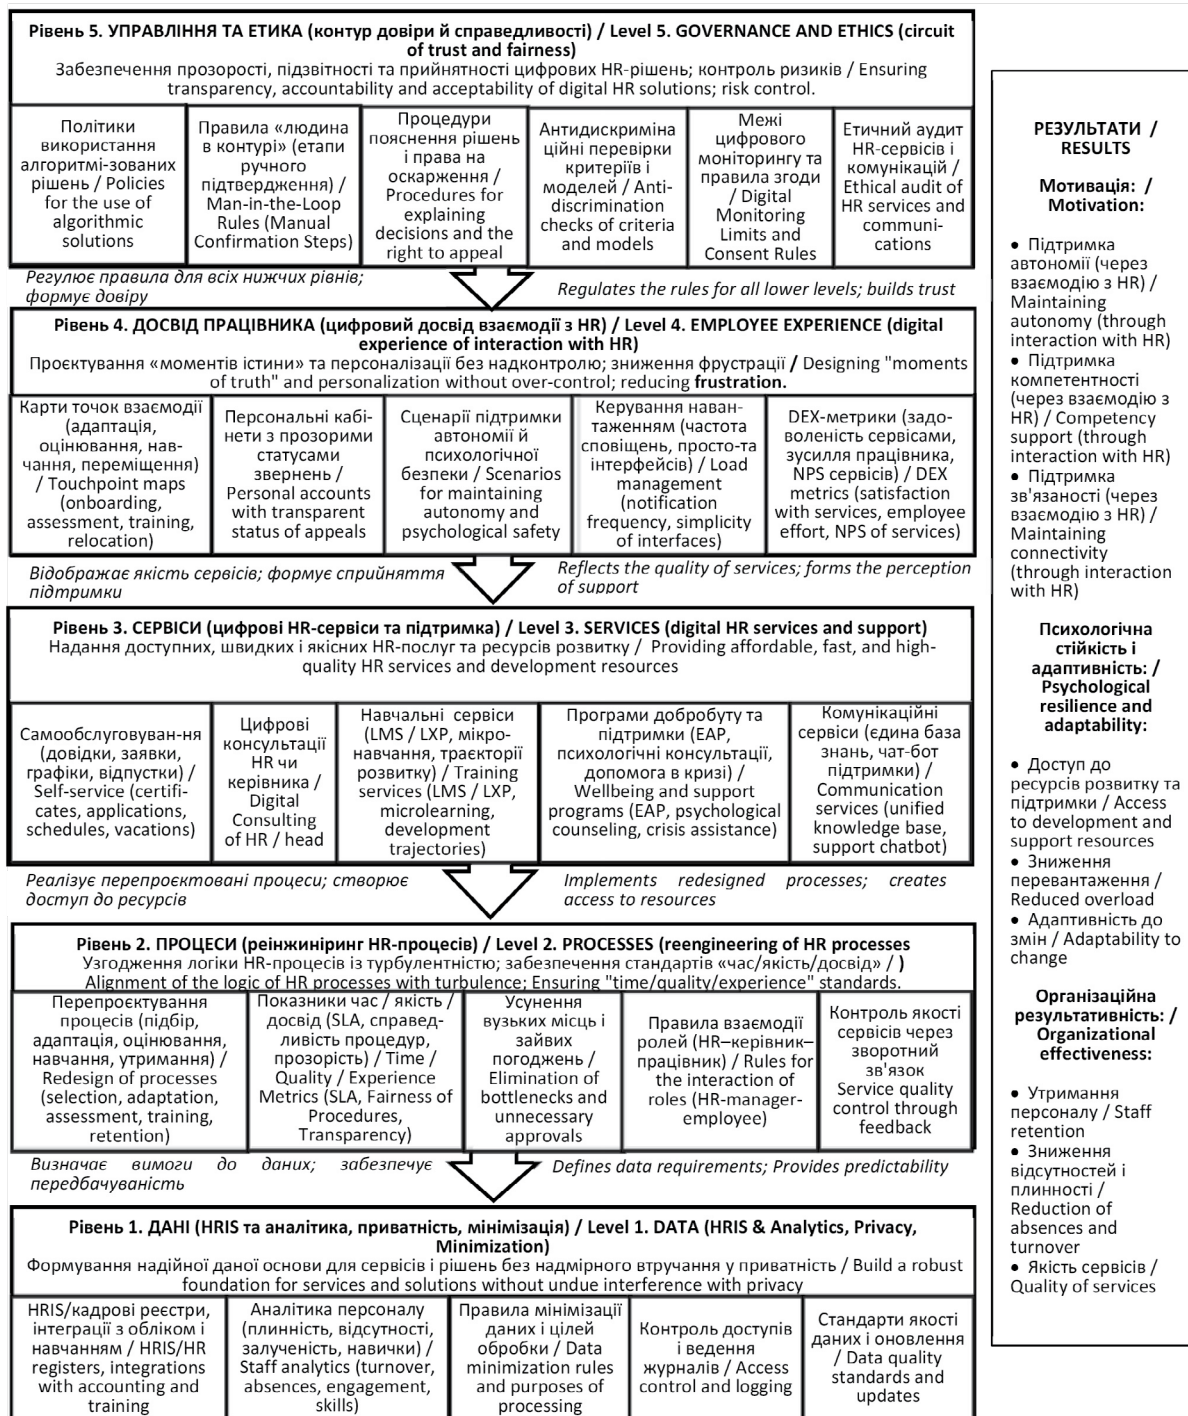 Рівень 5. УПРАВЛІННЯ ТА ЕТИКА (контур довіри й справедливості) / Level 5. GOVERNANCE AND ETHICS (circuit
of trust and fairness)
Забезпечення прозорості, підзвітності та прийнятності цифрових HR-рішень; контроль ризиків / Ensuring
transparency, accountability and acceptability of digital HR solutions; risk control.
Політики
використання
алгоритмі-зованих
рішень / Policies
for the use of
algorithmic
solutions
Правила «людина
в контурі» (етапи
ручного
підтвердження) /
Man-in-the-Loop
Rules (Manual
Confirmation Steps)
Процедури
пояснення рішень
і права на
оскарження /
Procedures for
explaining
decisions and the
right to appeal
Антидискриміна
ційні перевірки
критеріїв і
моделей / Anti-
discrimination
checks of criteria
and models
Межі
цифрового
моніторингу та
правила згоди
/ Digital
Monitoring
Limits and
Consent Rules
Етичний аудит
HR-сервісів і
комунікацій /
Ethical audit of
HR services and
communi-
cations
Регулює правила для всіх нижчих рівнів;
формує довіру
Regulates the rules for all lower levels; builds trust
Рівень 4. ДОСВІД ПРАЦІВНИКА (цифровий досвід взаємодії з HR) / Level 4. EMPLOYEE EXPERIENCE (digital
experience of interaction with HR)
Проєктування «моментів істини» та персоналізації без надконтролю; зниження фрустрації / Designing "moments
of truth" and personalization without over-control; reducing frustration.
Карти точок взаємодії
(адаптація,
оцінювання, нав-
чання, переміщення)
/ Touchpoint maps
(onboarding,
assessment, training,
relocation)
Персональні кабі-
нети з прозорими
статусами
звернень /
Personal accounts
with transparent
status of appeals
Сценарії підтримки
автономії й
психологічної
безпеки / Scenarios
for maintaining
autonomy and
psychological safety
Керування наван-
таженням (частота
сповіщень, просто-та
інтерфейсів) / Load
management
(notification
frequency, simplicity
of interfaces)
DEX-метрики (задо-
воленість сервісами,
зусилля працівника,
NPS сервісів) / DEX
metrics (satisfaction
with services, employee
effort, NPS of services)
Відображає якість сервісів; формує сприйняття
підтримки
Reflects the quality of services; forms the perception
of support
Рівень 3. СЕРВІСИ (цифрові HR-сервіси та підтримка) / Level 3. SERVICES (digital HR services and support)
Надання доступних, швидких і якісних HR-послуг та ресурсів розвитку / Providing affordable, fast, and high-
quality HR services and development resources
Самообслуговуван-ня
(довідки, заявки,
графіки, відпустки) /
Self-service (certifi-
cates, applications,
schedules, vacations)
Цифрові
консультації
HR чи
керівника /
Digital
Consulting
of HR / head
Навчальні сервіси
(LMS / LXP, мікро-
навчання, траєкторії
розвитку) / Training
services (LMS / LXP,
microlearning,
development
trajectories)
Програми добробуту та
підтримки (EAP,
психологічні консультації,
допомога в кризі) /
Wellbeing and support
programs (EAP, psychological
counseling, crisis assistance)
Комунікаційні
сервіси (єдина база
знань, чат-бот
підтримки) /
Communication
services (unified
knowledge base,
support chatbot)
Реалізує перепроєктовані процеси; створює
доступ до ресурсів
Implements redesigned processes; creates
access to resources
Рівень 2. ПРОЦЕСИ (реінжиніринг HR-процесів) / Level 2. PROCESSES (reengineering of HR processes
Узгодження логіки HR-процесів із турбулентністю; забезпечення стандартів «час/якість/досвід» / )
Alignment of the logic of HR processes with turbulence; Ensuring "time/quality/experience" standards.
Перепроєктування
процесів (підбір,
адаптація, оцінювання,
навчання, утримання) /
Redesign of processes
(selection, adaptation,
assessment, training,
retention)
Показники час / якість /
досвід (SLA, справед-
ливість процедур,
прозорість) / Time /
Quality / Experience
Metrics (SLA, Fairness of
Procedures,
Transparency)
Усунення
вузьких місць і
зайвих
погоджень /
Elimination of
bottlenecks and
unnecessary
approvals
Правила взаємодії
ролей (HR–керівник–
працівник) / Rules for
the interaction of
roles (HR-manager-
employee)
Контроль якості
сервісів через
зворотний
зв'язок
Service quality
control through
feedback
Визначає вимоги до даних; забезпечує
передбачуваність
Defines data requirements; Provides predictability
Рівень 1. ДАНІ (HRIS та аналітика, приватність, мінімізація) / Level 1. DATA (HRIS & Analytics, Privacy,
Minimization)
Формування надійної даної основи для сервісів і рішень без надмірного втручання у приватність / Build a robust
foundation for services and solutions without undue interference with privacy
HRIS/кадрові реєстри,
інтеграції з обліком і
навчанням / HRIS/HR
registers, integrations
with accounting and
training
Аналітика персоналу
(плинність, відсутності,
залученість, навички) /
Staff analytics (turnover,
absences, engagement,
skills)
Правила мінімізації
даних і цілей
обробки / Data
minimization rules
and purposes of
processing
Контроль доступів
і ведення
журналів / Access
control and logging
Стандарти якості
даних і оновлення
/ Data quality
standards and
updates
РЕЗУЛЬТАТИ /
RESULTS
Мотивація: /
Motivation:
• Підтримка
автономії (через
взаємодію з HR) /
Maintaining
autonomy (through
interaction with HR)
• Підтримка
компетентності
(через взаємодію з
HR) / Competency
support (through
interaction with HR)
• Підтримка
зв'язаності (через
взаємодію з HR) /
Maintaining
connectivity
(through interaction
with HR)
Психологічна
стійкість і
адаптивність: /
Psychological
resilience and
adaptability:
• Доступ до
ресурсів розвитку та
підтримки / Access
to development and
support resources
• Зниження
перевантаження /
Reduced overload
• Адаптивність до
змін / Adaptability to
change
Організаційна
результативність: /
Organizational
effectiveness:
• Утримання
персоналу / Staff
retention
• Зниження
відсутностей і
плинності /
Reduction of
absences and
turnover
• Якість сервісів /
Quality of services